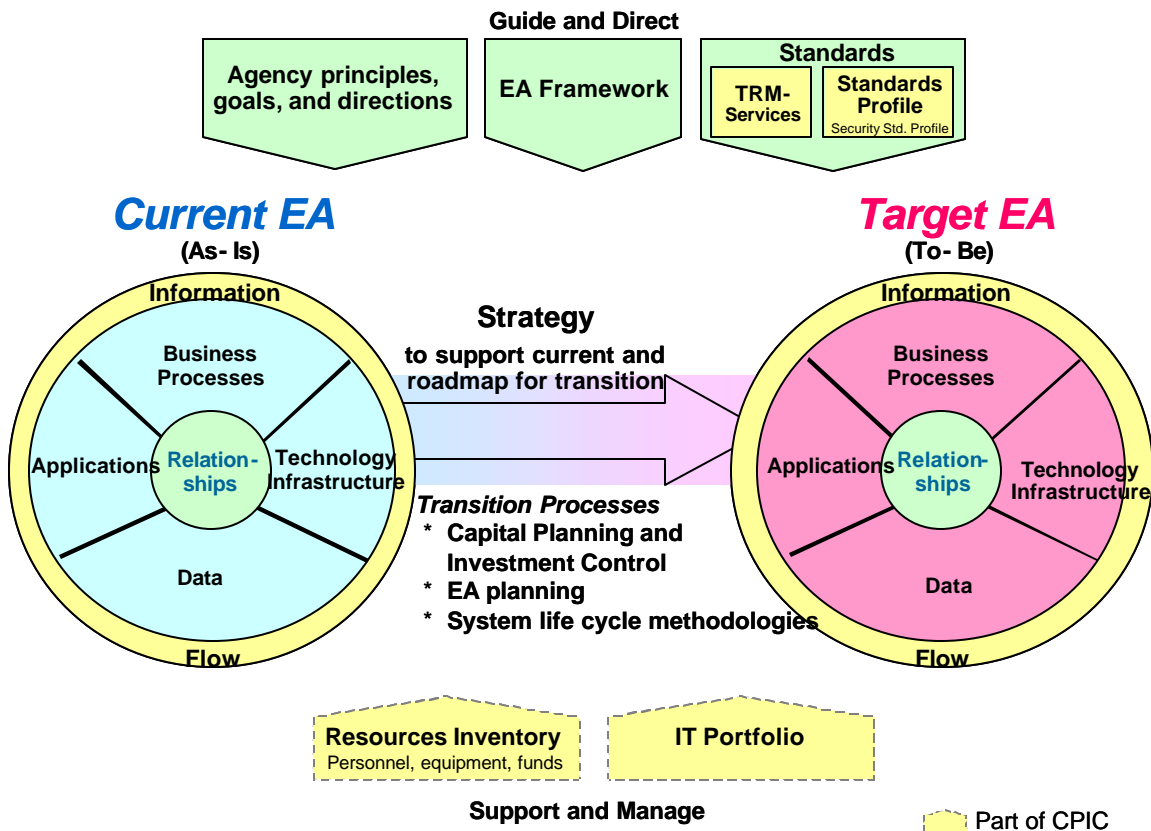 Guide and Direct
Agency principles,
goals, and directions
EA Framework
Standards
TRM-
Services
Standards
Profile
Security Std. Profile
Current EA
(As- Is)
Target EA
(To- Be)
Information
Business
Processes
Applications
Relation-
ships
Technology
Infrastructure
Data
Flow
Strategy
to support current and
roadmap for transition
Transition Processes
* Capital Planning and
Investment Control
* EA planning
* System life cycle methodologies
Information
Business
Processes
Applications
Relation-
ships
Technology
Infrastructure
Data
Flow
Resources Inventory
Personnel, equipment, funds
IT Portfolio
Support and Manage
Part of CPIC